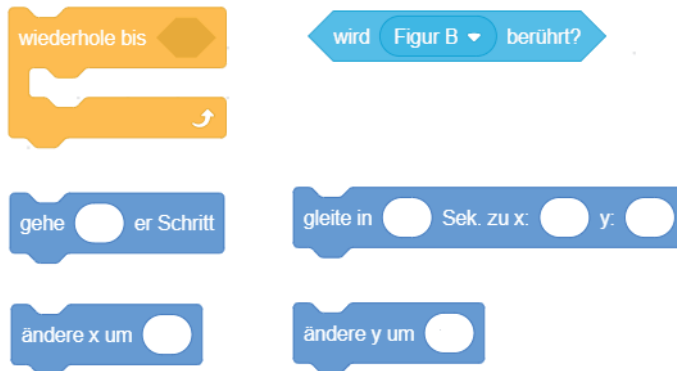 wiederhole bis
wird Figur B berührt?
gehe er Schritt
gleite in Sek. zu x: y:
ändere x um
ändere y um